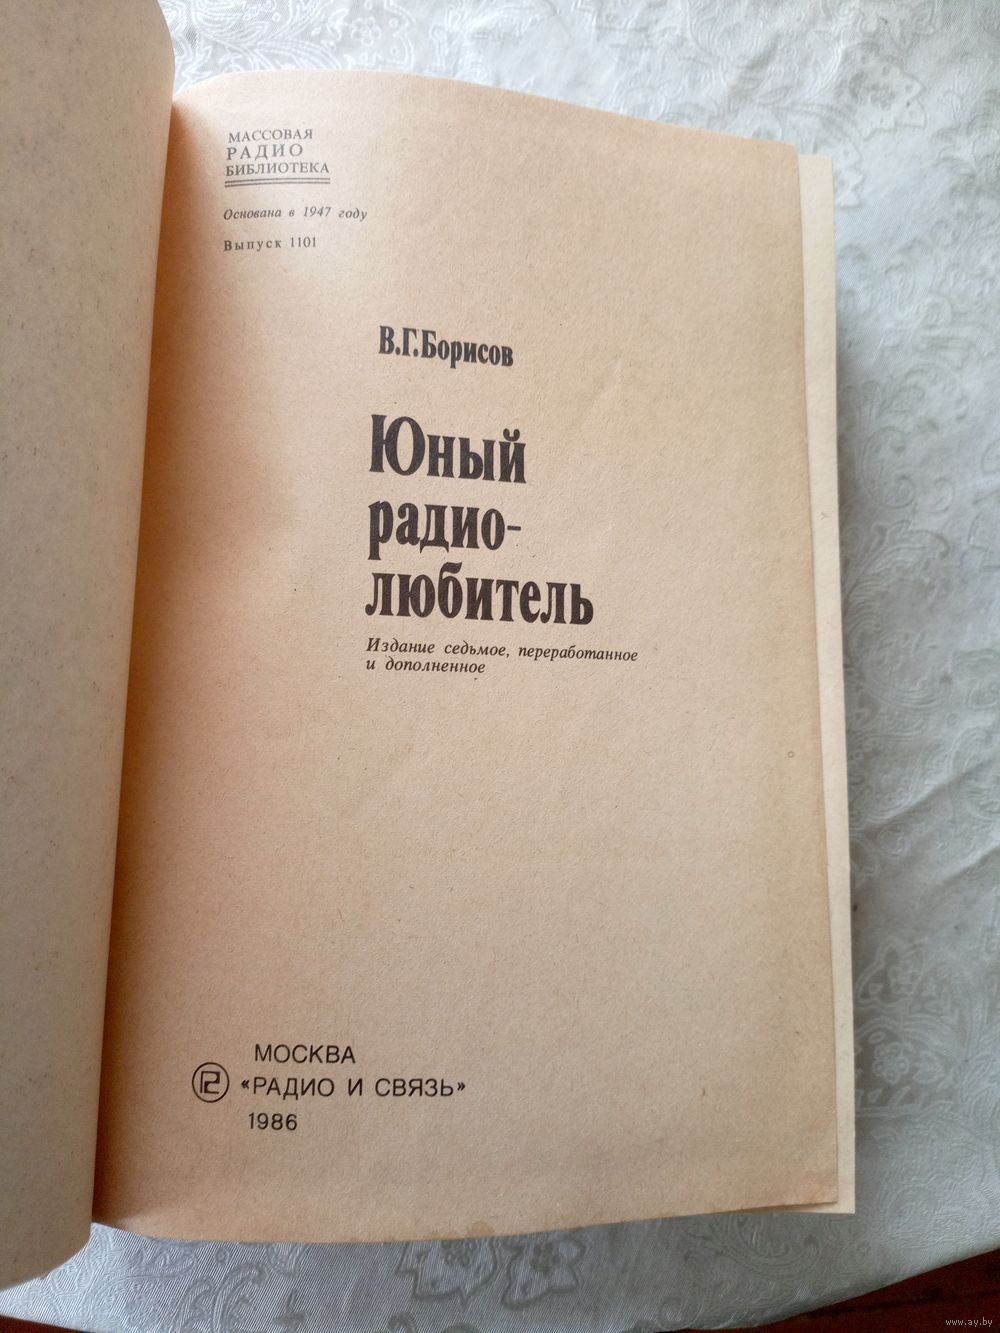 МАССОВАЯ
РАДИО
БИБЛИОТЕКА
Основана в 1947 году
Выпуск 1101
В.Г.Борисов
Юный
радио-
любитель
Издание седьмое, переработанное
и дополненное
МОСКВА
«РАДИО И СВЯЗЬ»
1986
www.ay.by